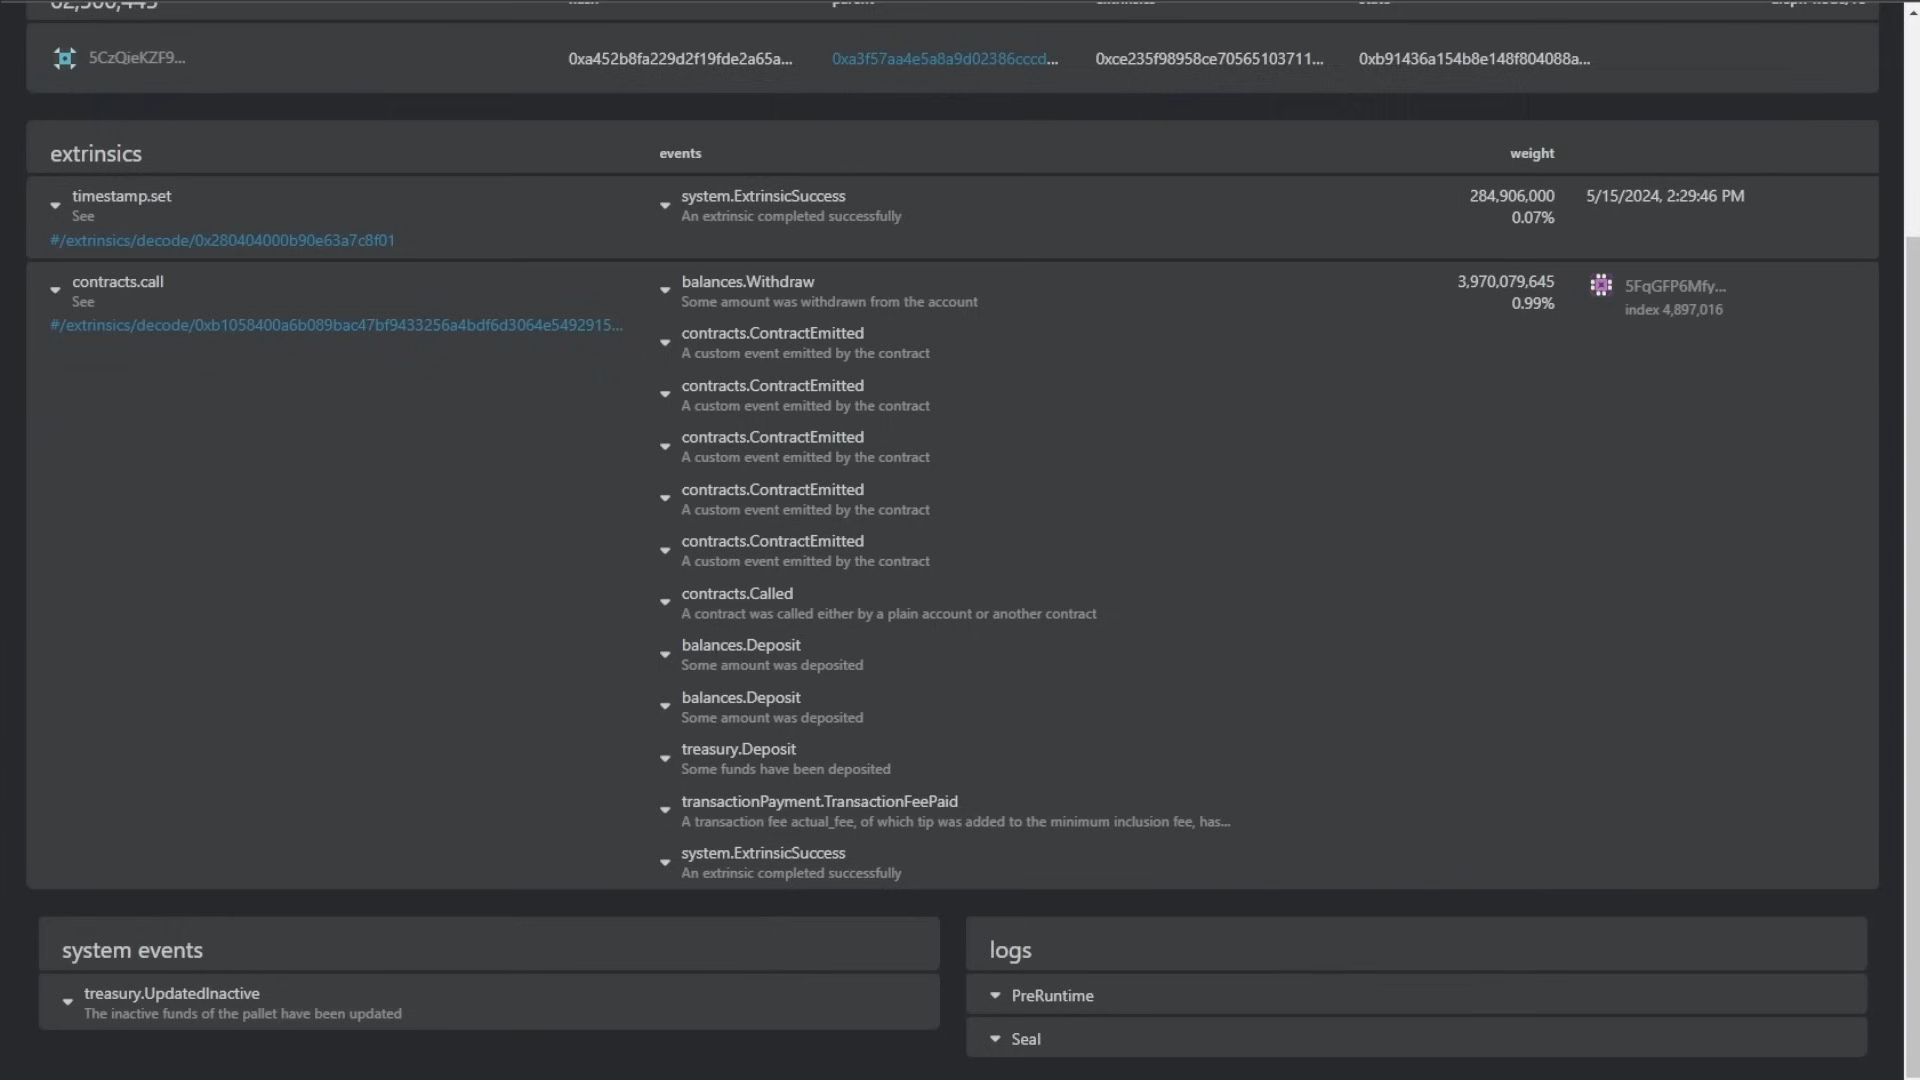 5CzQieKZF9...
0xa452b8fa229d2f19fde2a65a...
0xa3f57aa4e5a8a9d02386cccd...
0xce235f98958ce70565103711...
0xb91436a154b8e148f804088a...
extrinsics
events
weight
timestamp.set
See
#/extrinsics/decode/0x280404000b90e63a7c8f01
system.ExtrinsicSuccess
An extrinsic completed successfully
284,906,000
0.07%
5/15/2024, 2:29:46 PM
contracts.call
See
#/extrinsics/decode/0xb1058400a6b089bac47bf9433256a4bdf6d3064e5492915...
balances.Withdraw
Some amount was withdrawn from the account
3,970,079,645
0.99%
5FqGFP6Mfy...
index 4,897,016
contracts.ContractEmitted
A custom event emitted by the contract
contracts.ContractEmitted
A custom event emitted by the contract
contracts.ContractEmitted
A custom event emitted by the contract
contracts.ContractEmitted
A custom event emitted by the contract
contracts.ContractEmitted
A custom event emitted by the contract
contracts.Called
A contract was called either by a plain account or another contract
balances.Deposit
Some amount was deposited
balances.Deposit
Some amount was deposited
treasury.Deposit
Some funds have been deposited
transactionPayment.TransactionFeePaid
A transaction fee actual_fee, of which tip was added to the minimum inclusion fee, has...
system.ExtrinsicSuccess
An extrinsic completed successfully
system events
treasury.UpdatedInactive
The inactive funds of the pallet have been updated
logs
PreRuntime
Seal